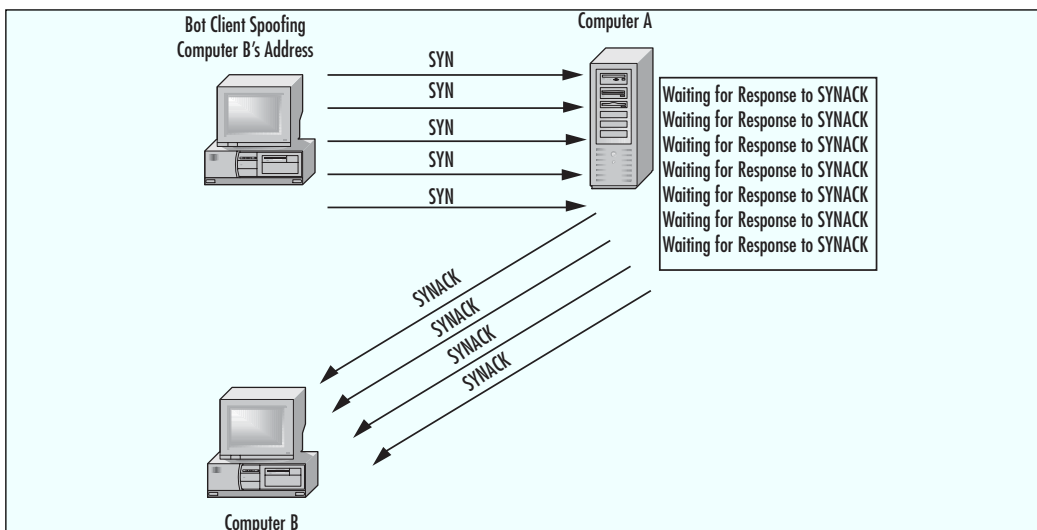 Bot Client Spoofing
Computer B's Address
Computer A
SYN
SYN
SYN
SYN
SYN
Waiting for Response to SYNACK
Waiting for Response to SYNACK
Waiting for Response to SYNACK
Waiting for Response to SYNACK
Waiting for Response to SYNACK
Waiting for Response to SYNACK
Waiting for Response to SYNACK
SYNACK
SYNACK
SYNACK
SYNACK
Computer B